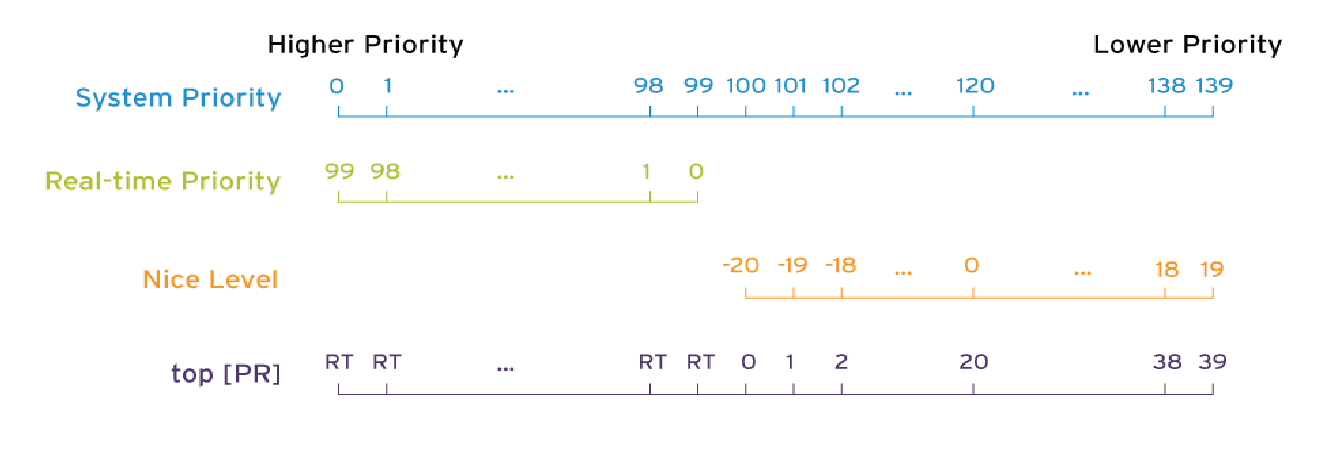 Higher Priority Lower Priority
System Priority 0 1 ... 98 99 100 101 102 ... 120 ... 138 139
Real-time Priority 99 98 ... 1 0
Nice Level -20 -19 -18 ... 0 ... 18 19
top [PR] RT RT ... RT RT 0 1 2 20 38 39